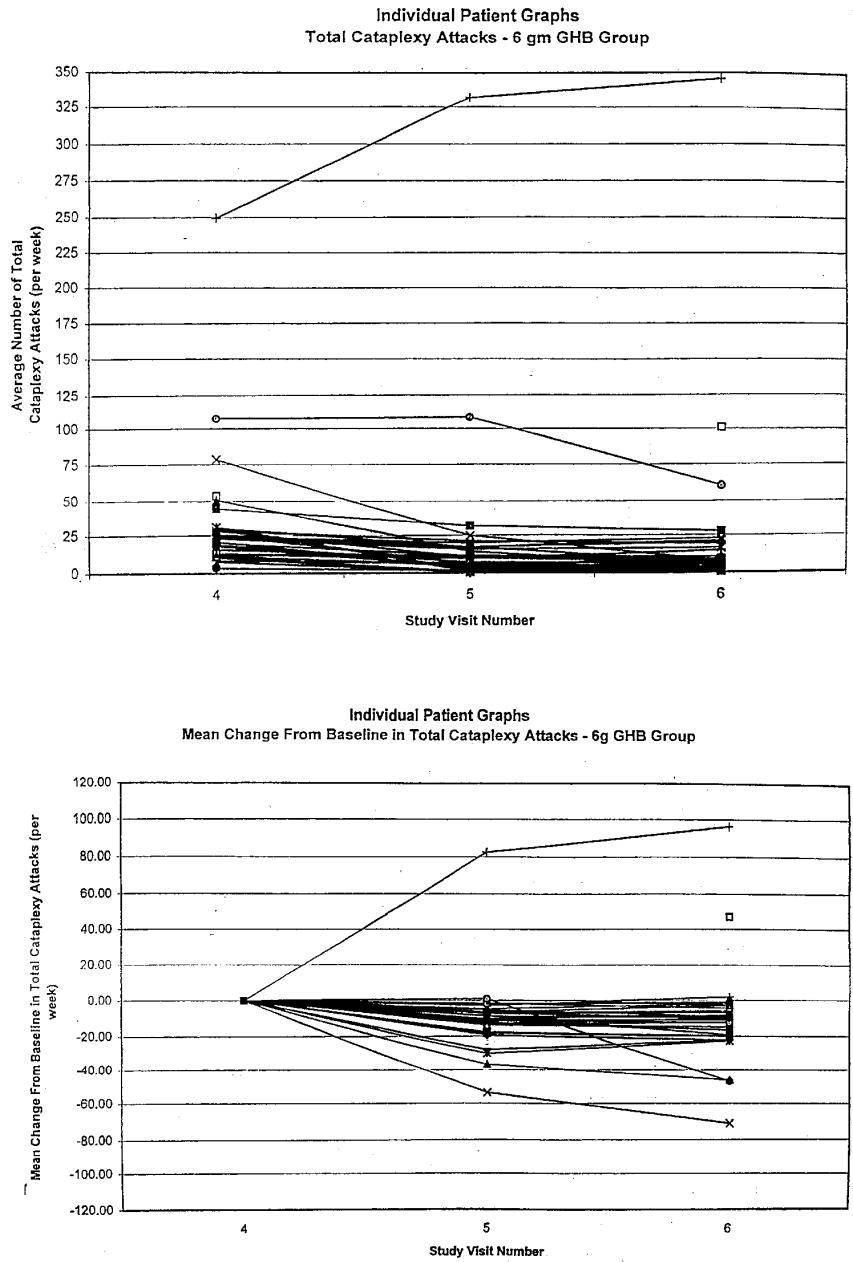 Individual Patient Graphs
Total Cataplexy Attacks - 6 gm GHB Group
Average Number of Total
Cataplexy Attacks (per week)
350
325
300
275
250
225
200
175
150
125
100
75
50
25
0
4 5 6
Study Visit Number
Individual Patient Graphs
Mean Change From Baseline in Total Cataplexy Attacks - 6g GHB Group
Mean Change From Baseline in Total Cataplexy Attacks (per
week)
120.00
100.00
80.00
60.00
40.00
20.00
0.00
-20.00
-40.00
-60.00
-80.00
-100.00
-120.00
4 5 6
Study Visit Number